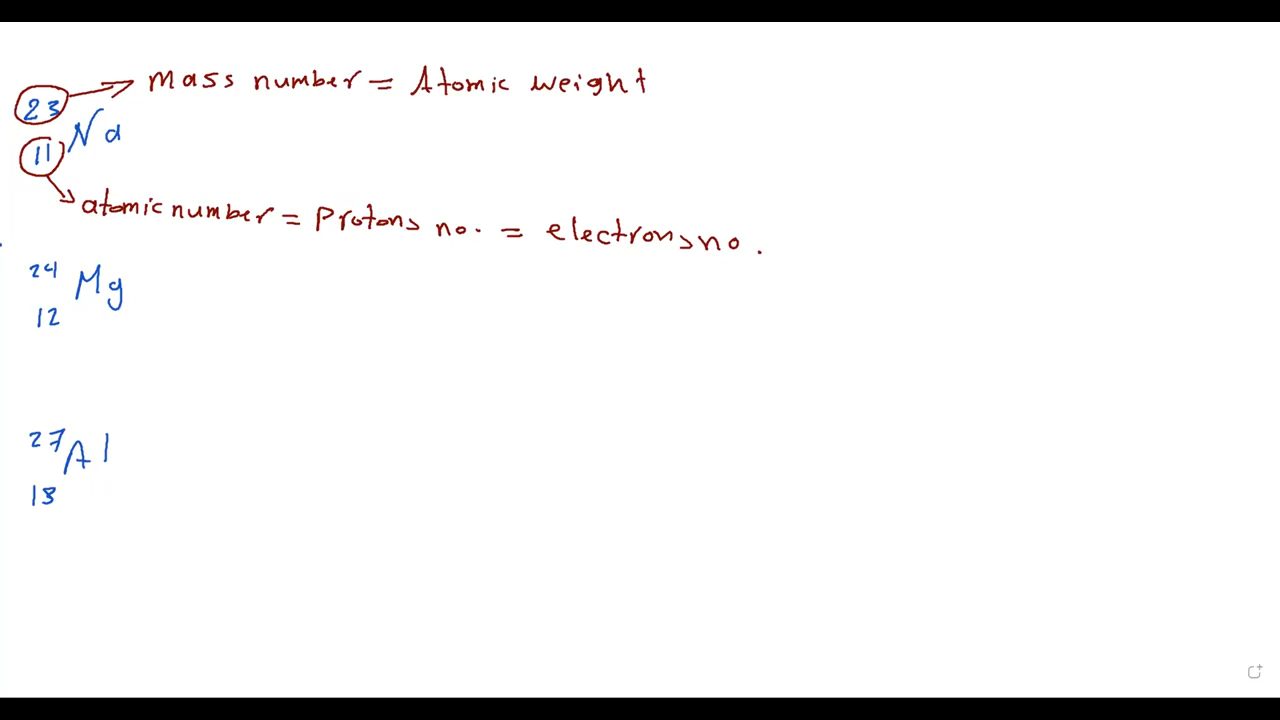 23 → mass number = Atomic weight
Na
11
atomic number = Protons no. = electrons no.
24
Mg
12
27
Al
13